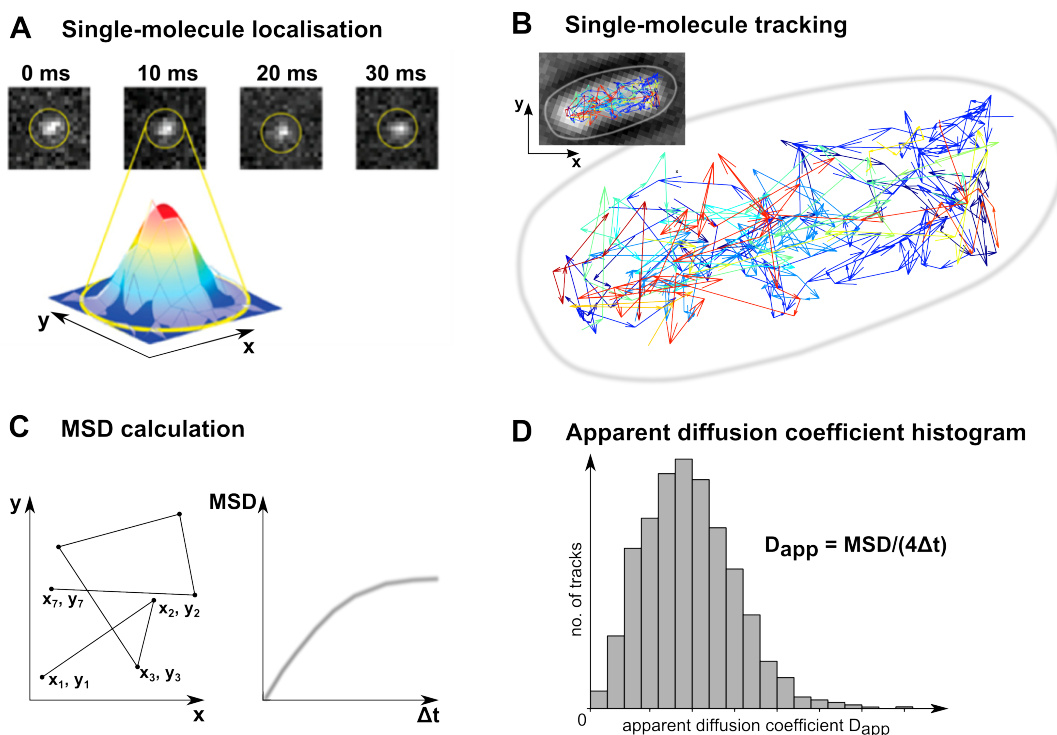 A Single-molecule localisation
0 ms 10 ms 20 ms 30 ms
y
x
B Single-molecule tracking
y
x
C MSD calculation
y
x₇, y₇
x₂, y₂
x₃, y₃
x₁, y₁
x
MSD
Δt
D Apparent diffusion coefficient histogram
no. of tracks
Dapp = MSD/(4Δt)
0
apparent diffusion coefficient Dapp